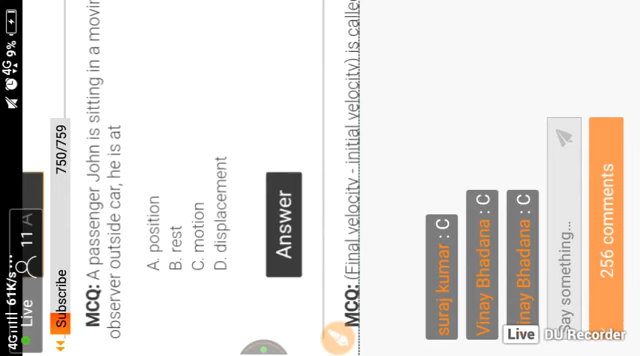 4G 61K/s...
4G 9%
Live
11 A
Subscribe 750/759
MCQ: A passenger John is sitting in a movin
observer outside car, he is at
A. position
B. rest
C. motion
D. displacement
Answer
MCQ: (Final velocity - initial velocity) is calle
suraj kumar : C
Vinay Bhadana : C
inay Bhadana : C
Say something...
256 comments
Live DU Recorder